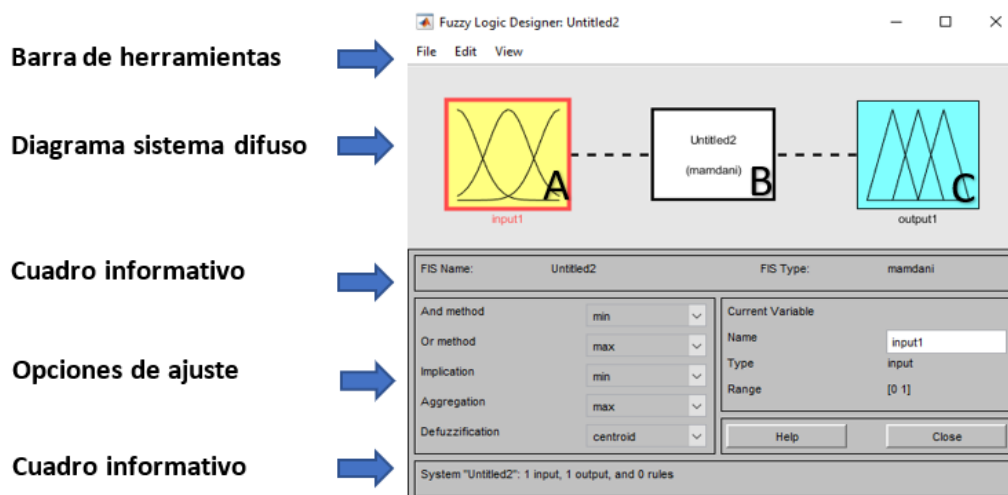 Fuzzy Logic Designer: Untitled2
Barra de herramientas
File Edit View
Diagrama sistema difuso
Untitled2
(mamdani)
A
B
C
input1
output1
Cuadro informativo
FIS Name: Untitled2 FIS Type: mamdani
And method min
Or method max
Implication min
Aggregation max
Defuzzification centroid
Current Variable
Name input1
Type input
Range [0 1]
Opciones de ajuste
Help Close
Cuadro informativo
System "Untitled2": 1 input, 1 output, and 0 rules